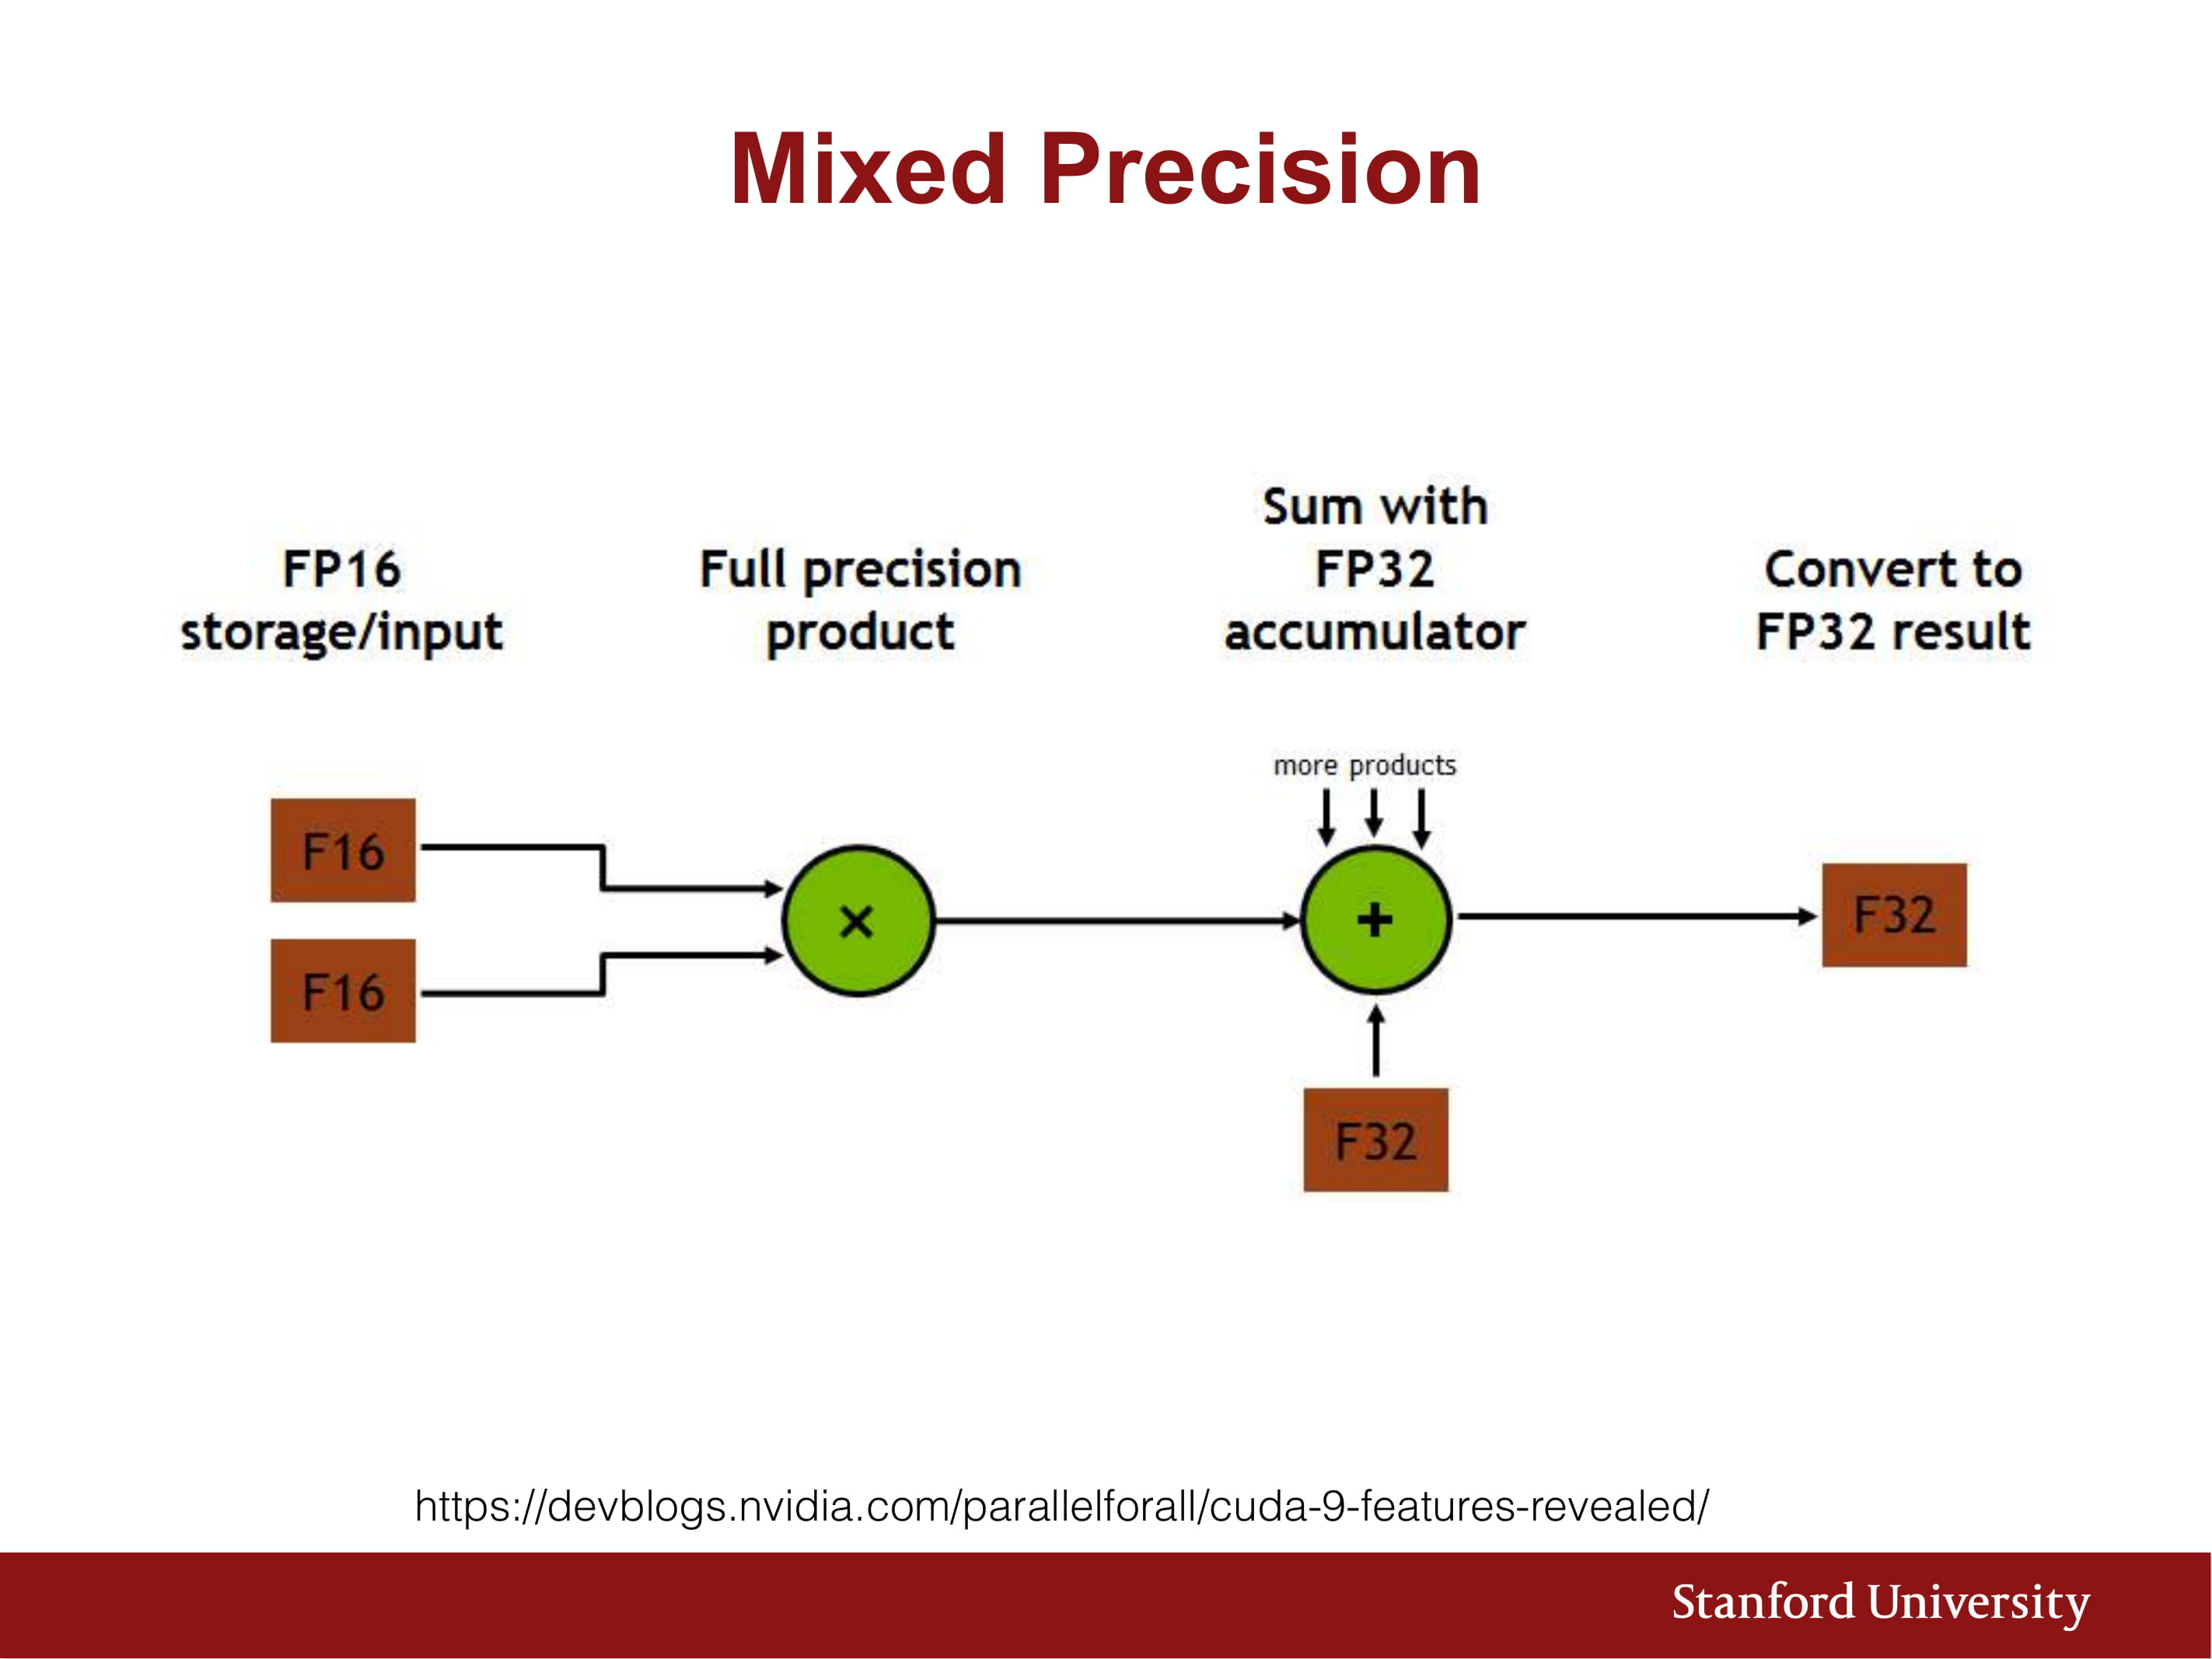 Mixed Precision
FP16
storage/input
Full precision
product
Sum with
FP32
accumulator
Convert to
FP32 result
more products
F16
F16
×
+
F32
F32
https://devblogs.nvidia.com/parallelforall/cuda-9-features-revealed/
Stanford University